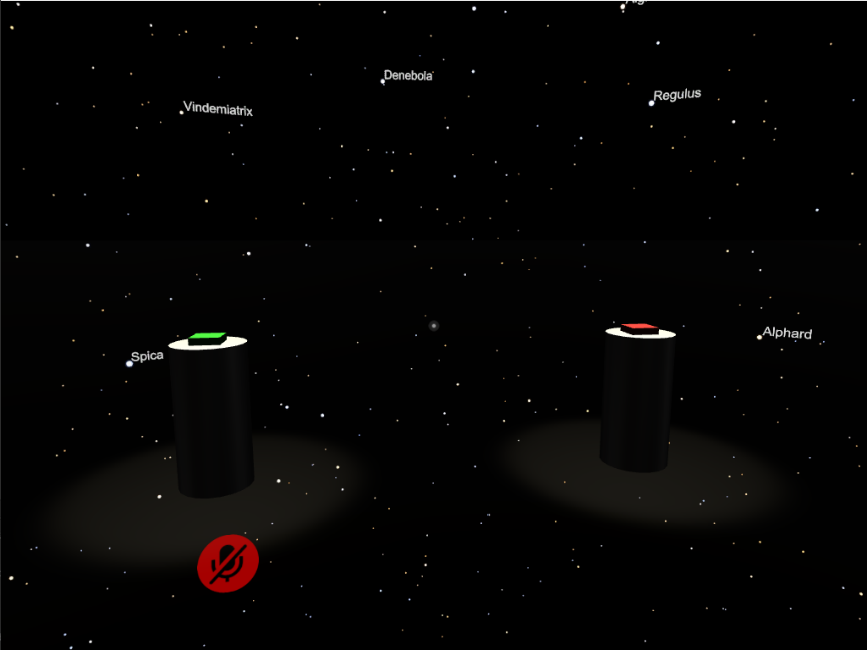 Denebola
Regulus
Vindemiatrix
Alphard
Spica